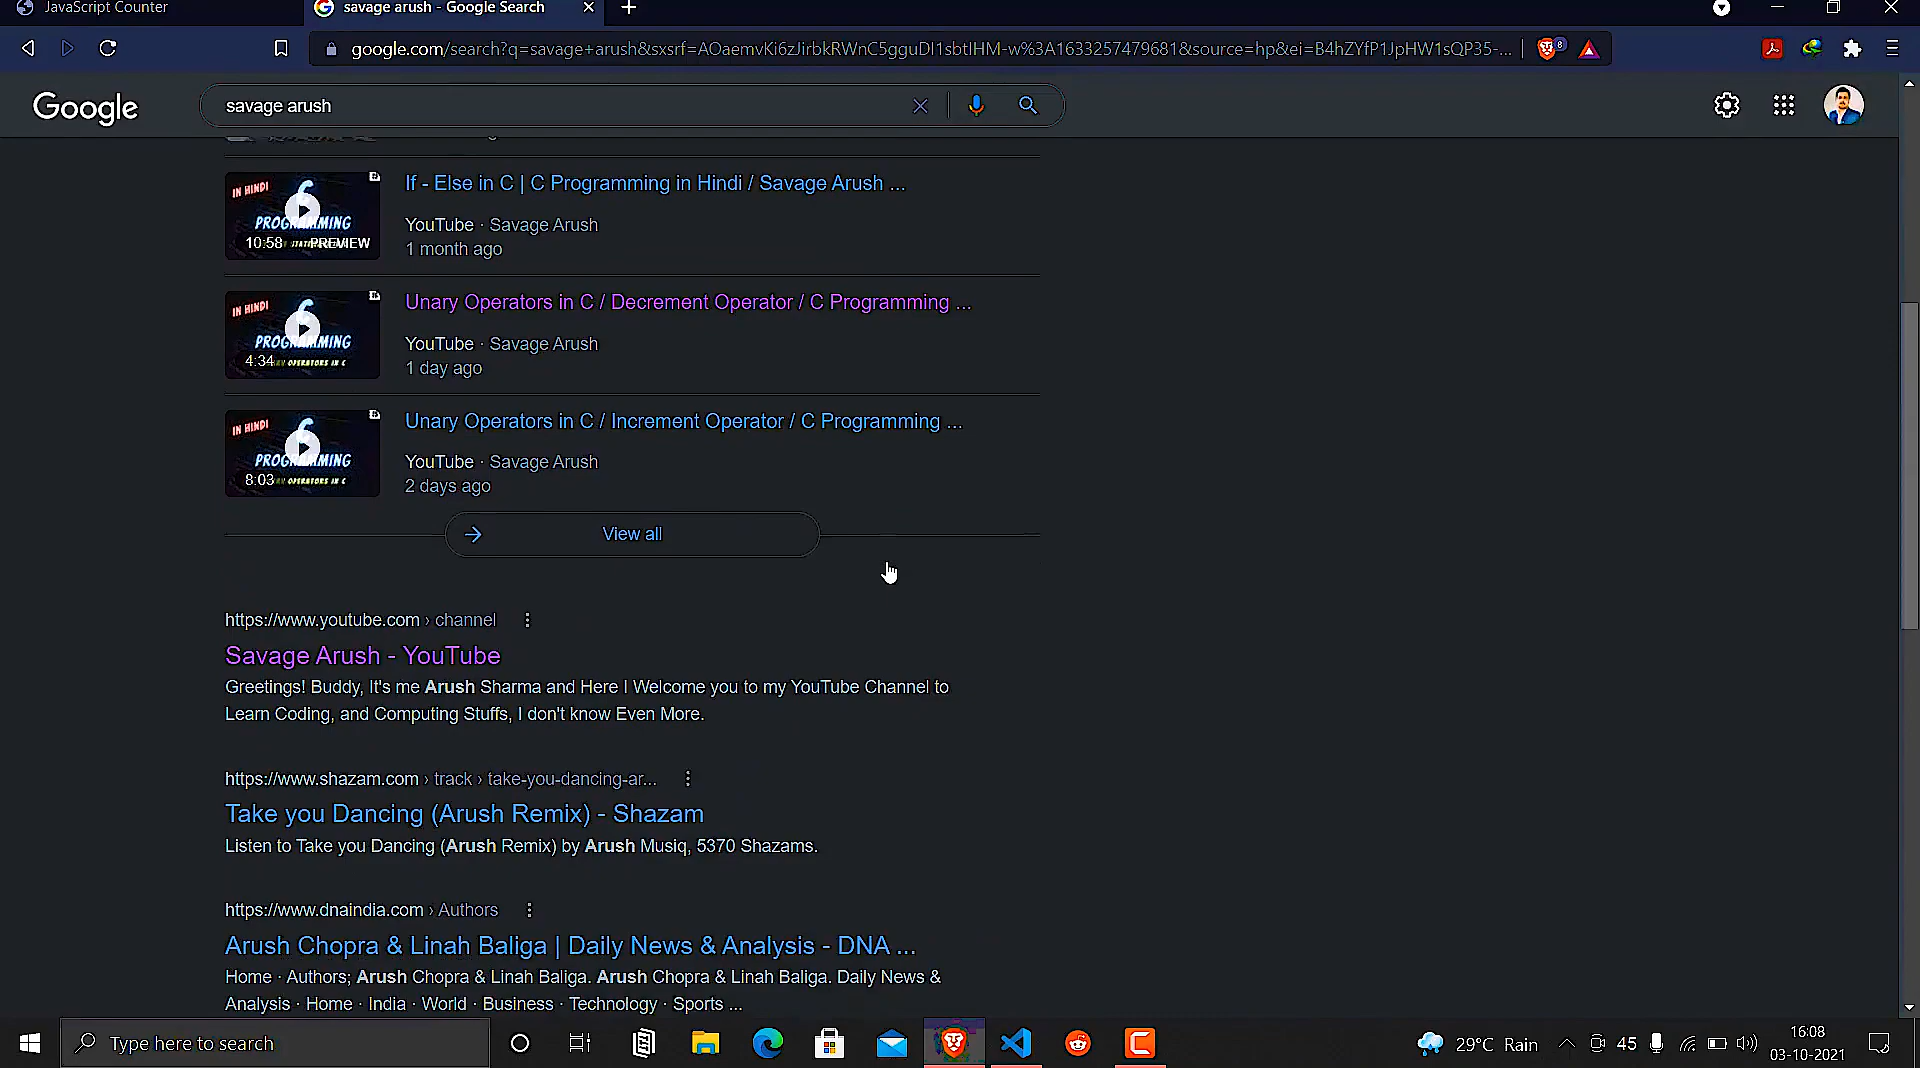 JavaScript Counter
savage arush - Google Search
google.com/search?q=savage+arush&sxsrf=AOaemvKi6zJirbkRWnC5gguDl1sbtIHM-w%3A1633257479681&source=hp&ei=B4hZYfP1JpHW1sQP35-...
8
Google
savage arush
IN HINDI
C
PROGRAMMING
10:58
PREVIEW
If - Else in C | C Programming in Hindi / Savage Arush ...
YouTube · Savage Arush
1 month ago
IN HINDI
C
PROGRAMMING
4:34
OPERATORS IN C
Unary Operators in C / Decrement Operator / C Programming ...
YouTube · Savage Arush
1 day ago
IN HINDI
C
PROGRAMMING
8:03
OPERATORS IN C
Unary Operators in C / Increment Operator / C Programming ...
YouTube · Savage Arush
2 days ago
View all
https://www.youtube.com › channel
Savage Arush - YouTube
Greetings! Buddy, It's me Arush Sharma and Here I Welcome you to my YouTube Channel to
Learn Coding, and Computing Stuffs, I don't know Even More.
https://www.shazam.com › track › take-you-dancing-ar...
Take you Dancing (Arush Remix) - Shazam
Listen to Take you Dancing (Arush Remix) by Arush Musiq, 5370 Shazams.
https://www.dnaindia.com › Authors
Arush Chopra & Linah Baliga | Daily News & Analysis - DNA ...
Home · Authors; Arush Chopra & Linah Baliga. Arush Chopra & Linah Baliga. Daily News &
Analysis · Home · India · World · Business · Technology · Sports ...
Type here to search
29°C Rain
45
16:08
03-10-2021